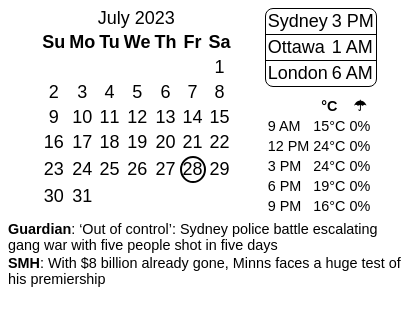 July 2023
Su Mo Tu We Th Fr Sa
1
2 3 4 5 6 7 8
9 10 11 12 13 14 15
16 17 18 19 20 21 22
23 24 25 26 27 28 29
30 31
Sydney 3 PM
Ottawa 1 AM
London 6 AM
°C ☂
9 AM 15°C 0%
12 PM 24°C 0%
3 PM 24°C 0%
6 PM 19°C 0%
9 PM 16°C 0%
Guardian: ‘Out of control’: Sydney police battle escalating
gang war with five people shot in five days
SMH: With $8 billion already gone, Minns faces a huge test of
his premiership